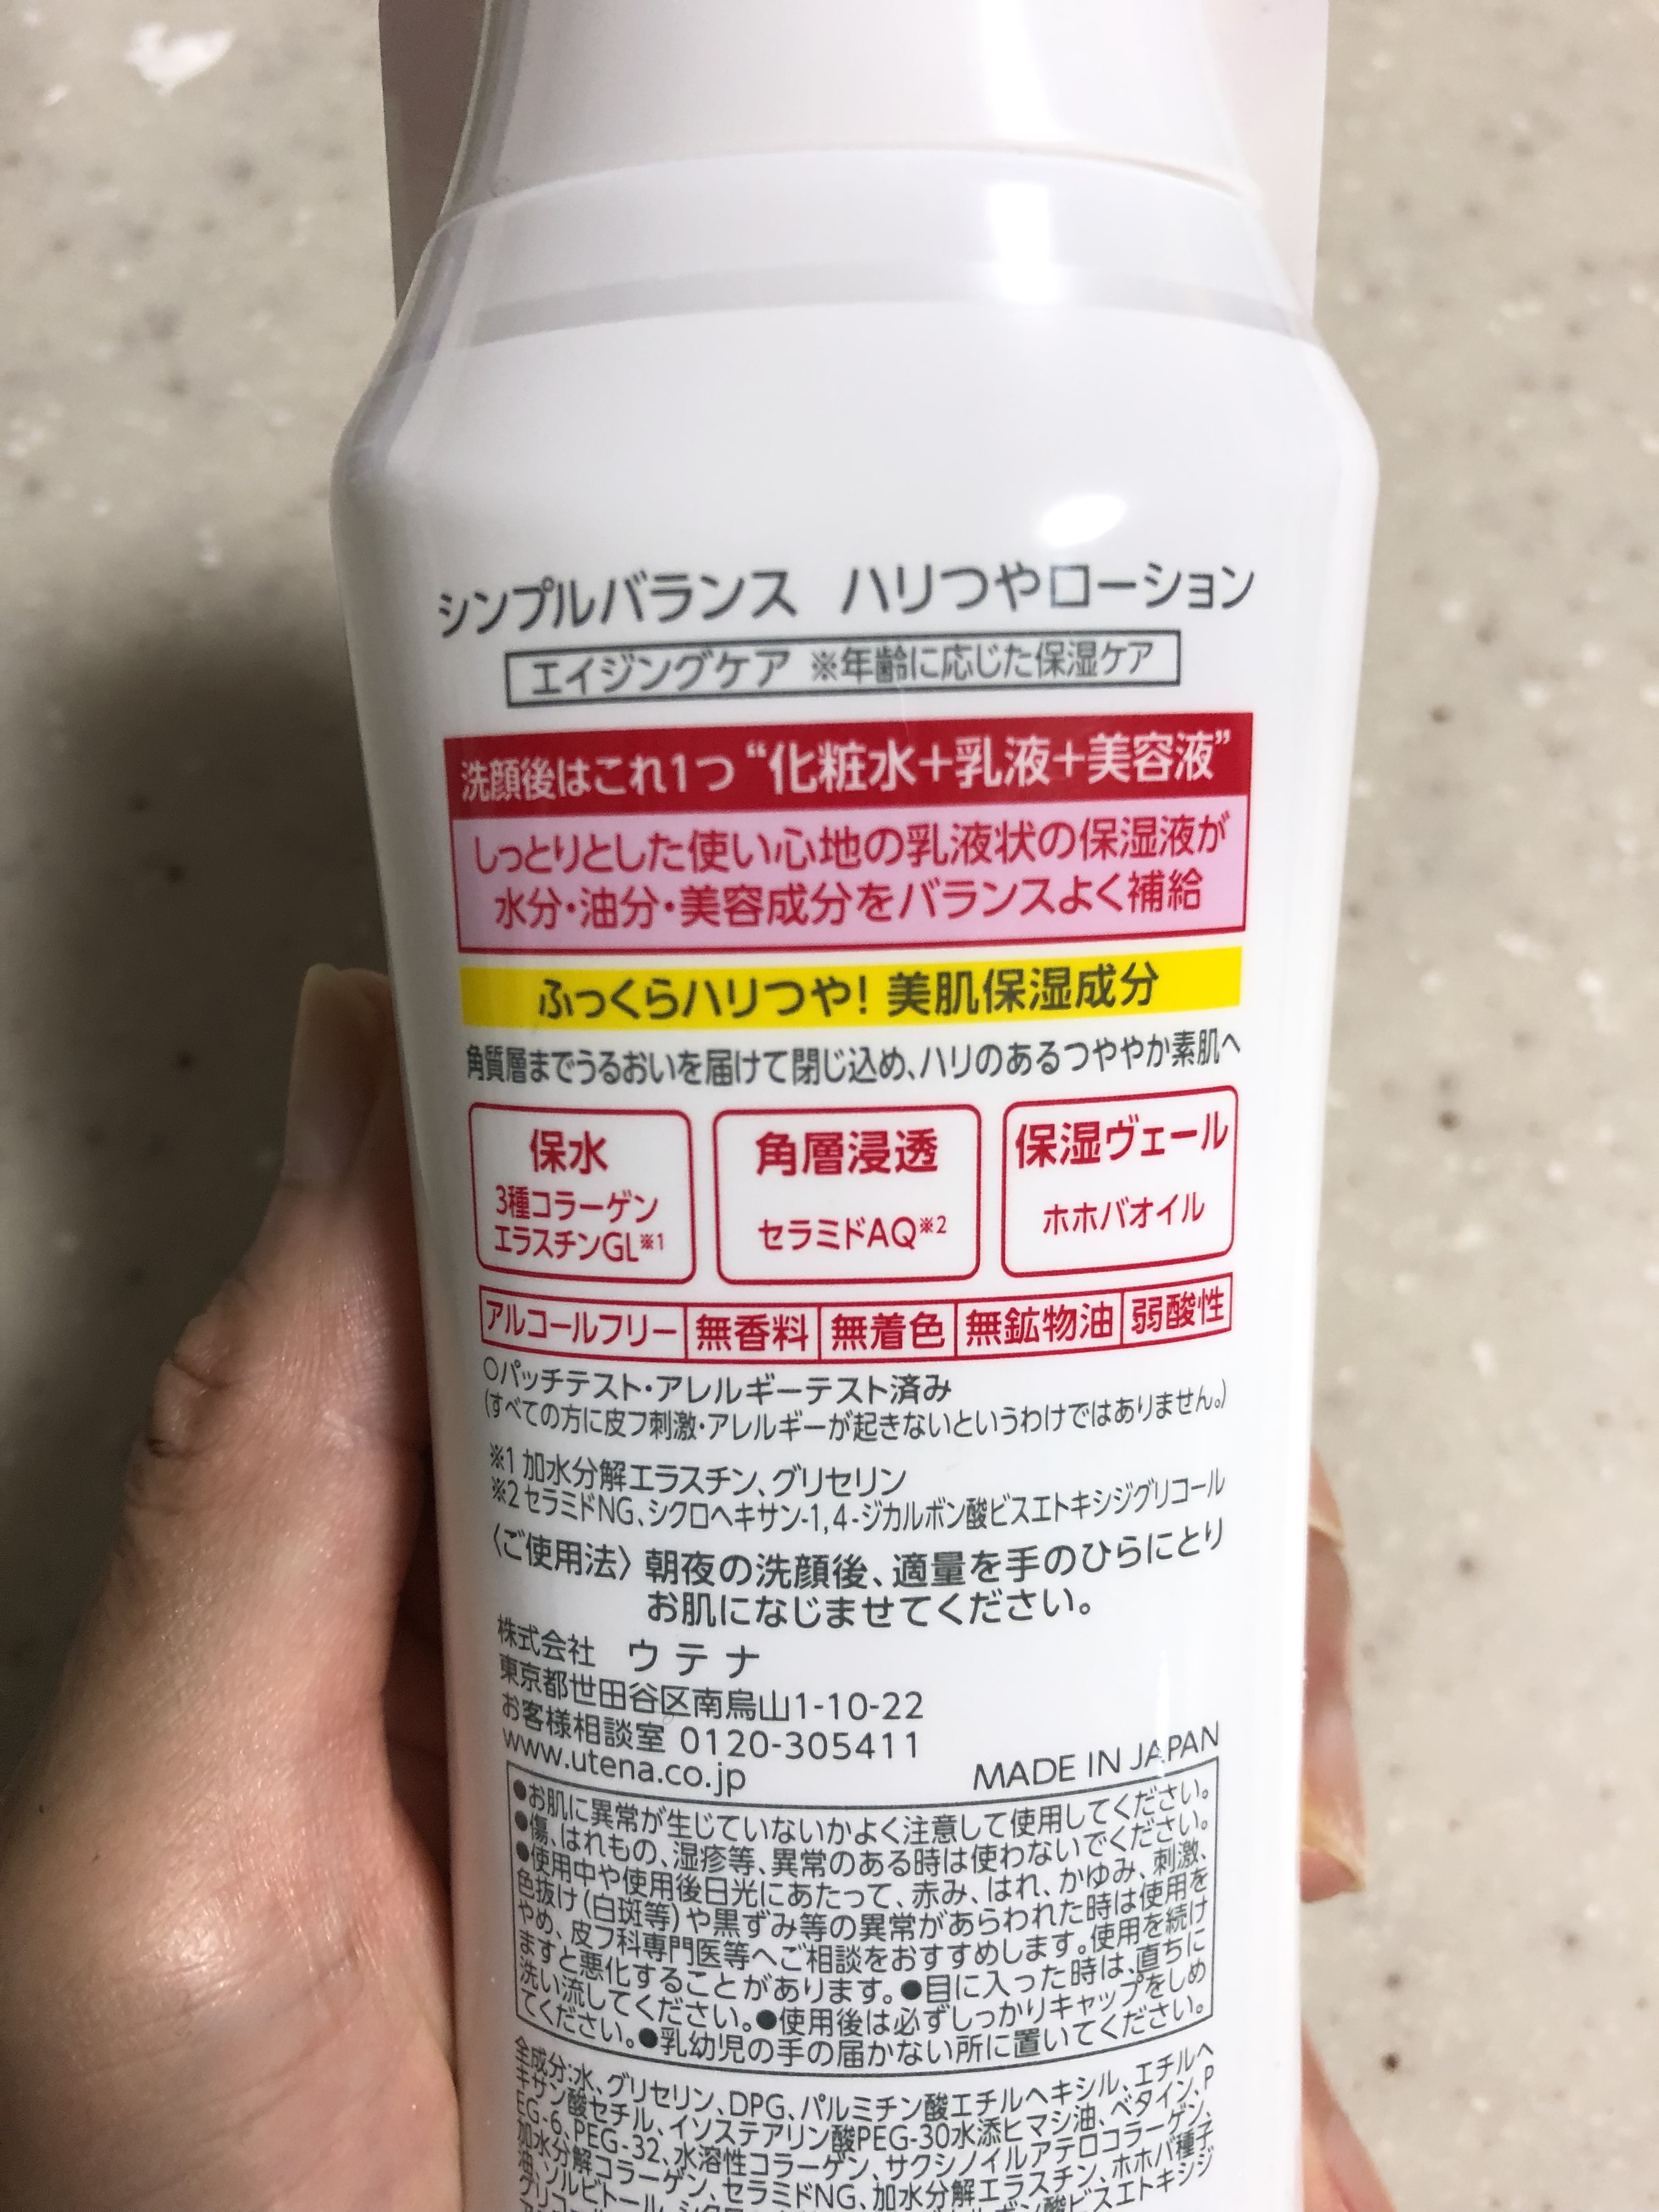 シンプルバランス ハリつやローション
エイジングケア ※年齢に応じた保湿ケア
洗顔後はこれ1つ“化粧水+乳液+美容液”
しっとりとした使い心地の乳液状の保湿液が
水分・油分・美容成分をバランスよく補給
ふっくらハリつや! 美肌保湿成分
角質層までうるおいを届けて閉じ込め、ハリのあるつややか素肌へ
保水
3種コラーゲン
エラスチンGL※1
角層浸透
セラミドAQ※2
保湿ヴェール
ホホバオイル
アルコールフリー 無香料 無着色 無鉱物油 弱酸性
○パッチテスト・アレルギーテスト済み
(すべての方に皮フ刺激・アレルギーが起きないというわけではありません。)
※1 加水分解エラスチン、グリセリン
※2 セラミドNG、シクロヘキサン-1,4-ジカルボン酸ビスエトキシジグリコール
〈ご使用法〉朝夜の洗顔後、適量を手のひらにとり
お肌になじませてください。
株式会社 ウテナ
東京都世田谷区南烏山1-10-22
お客様相談室 0120-305411
www.utena.co.jp
MADE IN JAPAN
●お肌に異常が生じていないかよく注意して使用してください。
●傷、はれもの、湿疹等、異常のある時は使わないでください。
●使用中や使用後日光にあたって、赤み、はれ、かゆみ、刺激、
色抜け(白斑等)や黒ずみ等の異常があらわれた時は使用を
やめ、皮フ科専門医等へご相談をおすすめします。使用を続け
ますと悪化することがあります。●目に入った時は、直ちに
洗い流してください。●使用後は必ずしっかりキャップをしめ
てください。●乳幼児の手の届かない所に置いてください。
全成分:水、グリセリン、DPG、パルミチン酸エチルヘキシル、エチルヘ
キサン酸セチル、イソステアリン酸PEG-30水添ヒマシ油、ベタイン、P
EG-6、PEG-32、水溶性コラーゲン、サクシノイルアテロコラーゲン、
加水分解コラーゲン、セラミドNG、加水分解エラスチン、ホホバ種子
油、ソルビトール、ジカルボン酸ビスエトキシジ